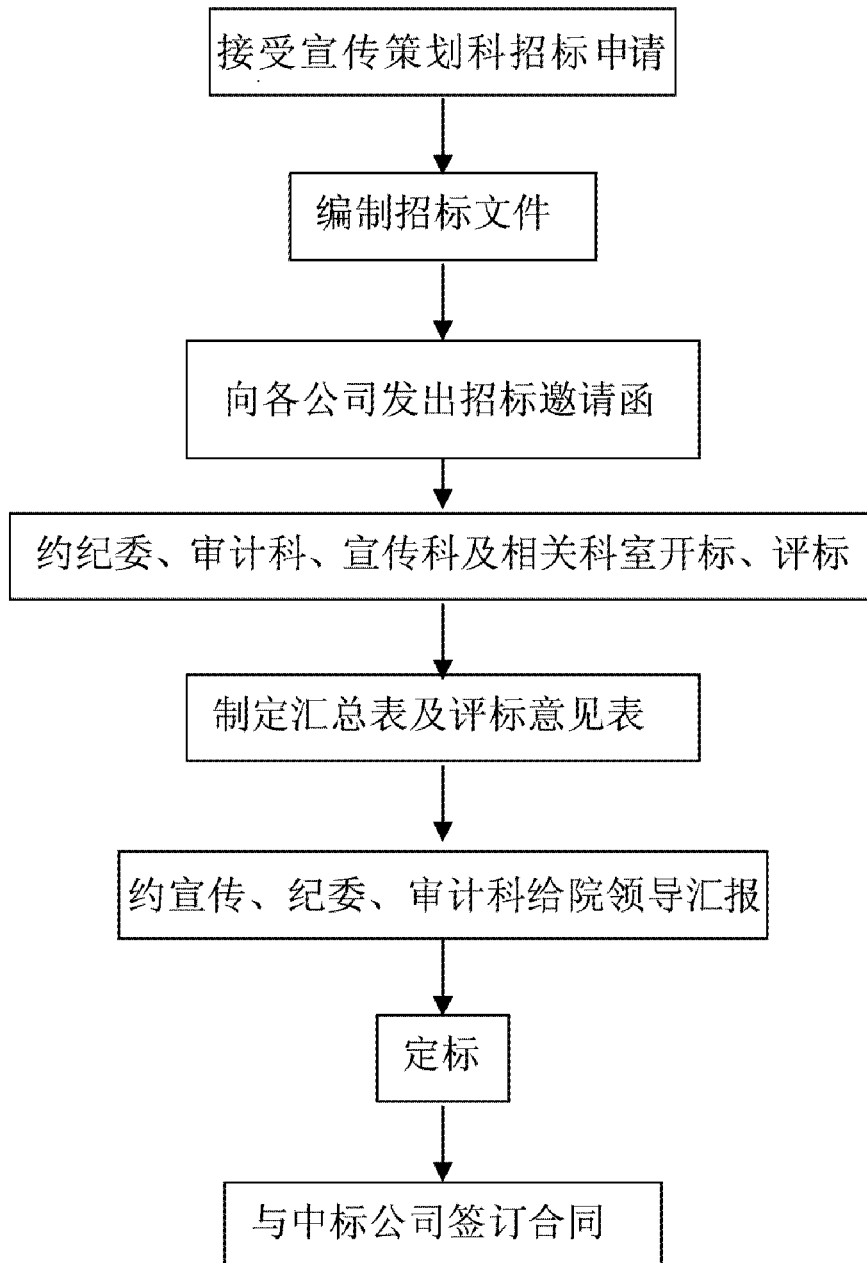 接受宣传策划科招标申请
编制招标文件
向各公司发出招标邀请函
约纪委、审计科、宣传科及相关科室开标、评标
制定汇总表及评标意见表
约宣传、纪委、审计科给院领导汇报
定标
与中标公司签订合同